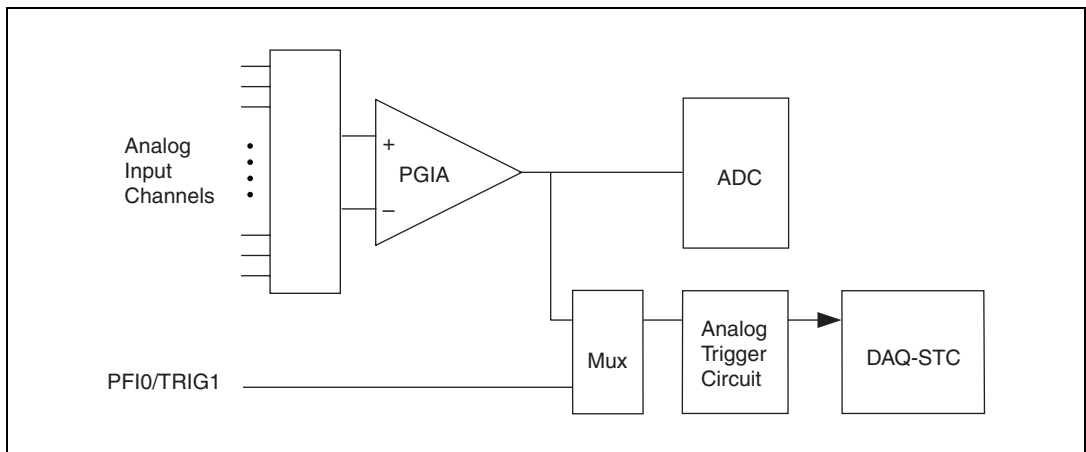 Analog
Input
Channels
+
PGIA
–
ADC
Mux
Analog
Trigger
Circuit
DAQ-STC
PFI0/TRIG1